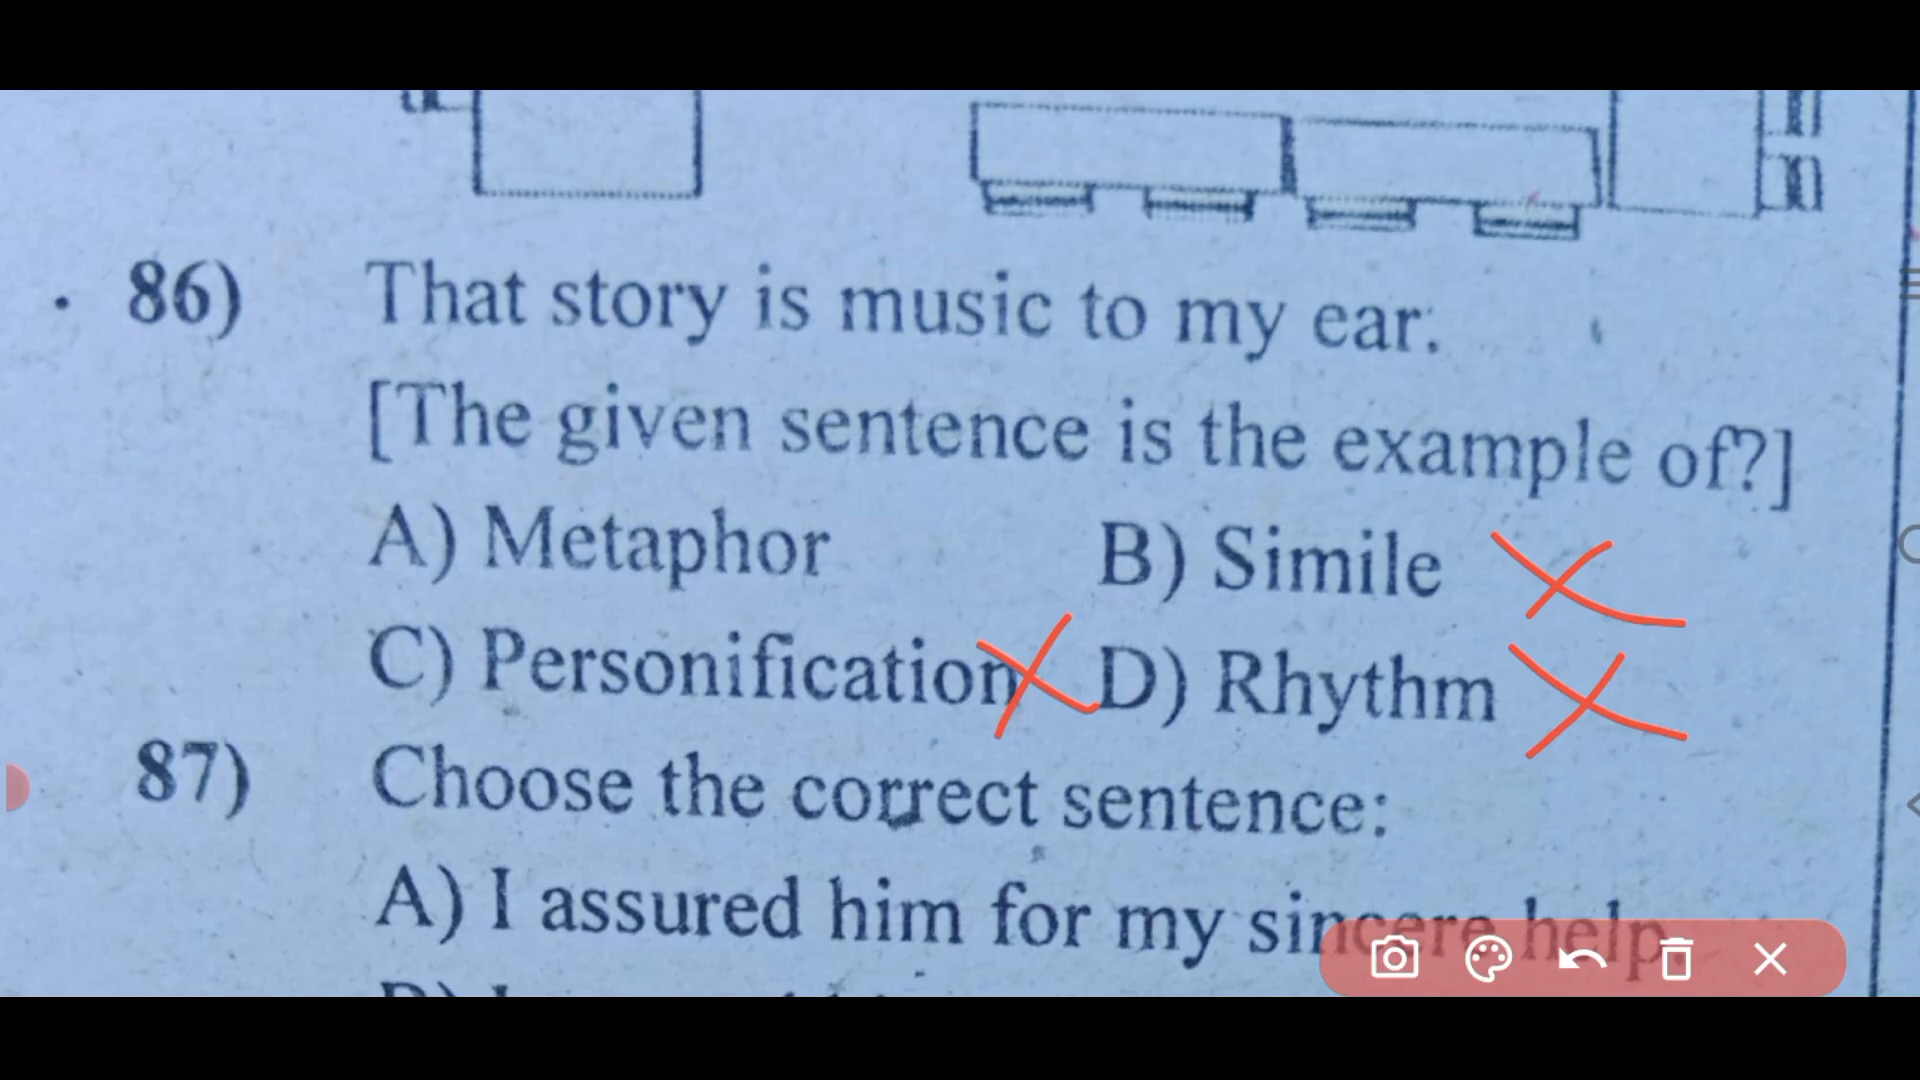 86) That story is music to my ear.
[The given sentence is the example of?]
A) Metaphor B) Simile
C) Personification D) Rhythm
87) Choose the correct sentence:
A) I assured him for my sincere help